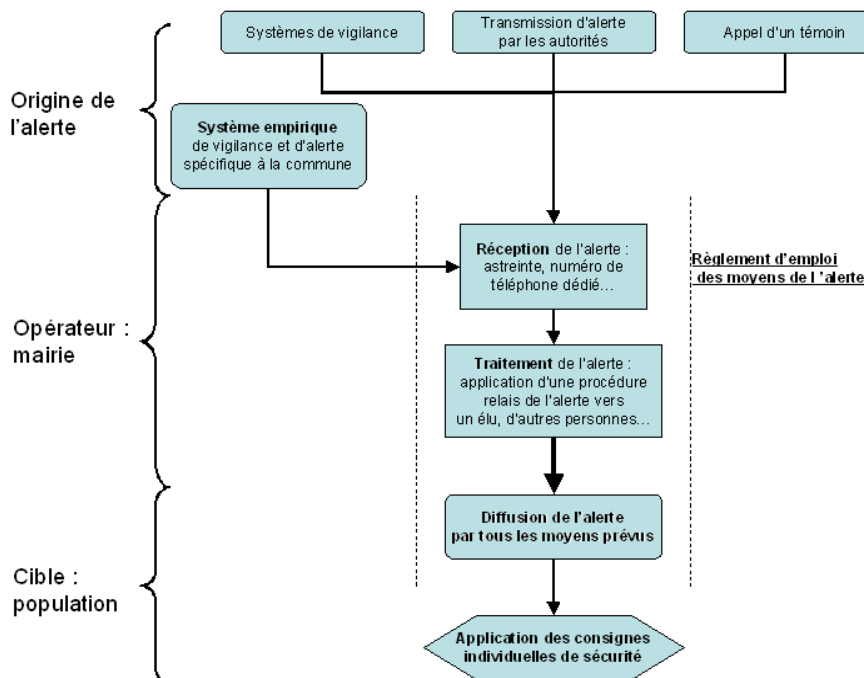 Systèmes de vigilance
Transmission d'alerte
par les autorités
Appel d'un témoin
Origine de
l'alerte
Système empirique
de vigilance et d'alerte
spécifique à la commune
Réception de l'alerte :
astreinte, numéro de
téléphone dédié...
Règlement d'emploi
des moyens de l 'alerte
Opérateur :
mairie
Traitement de l'alerte :
application d'une procédure
relais de l'alerte vers
un élu, d'autres personnes...
Diffusion de l'alerte
par tous les moyens prévus
Cible :
population
Application des consignes
individuelles de sécurité